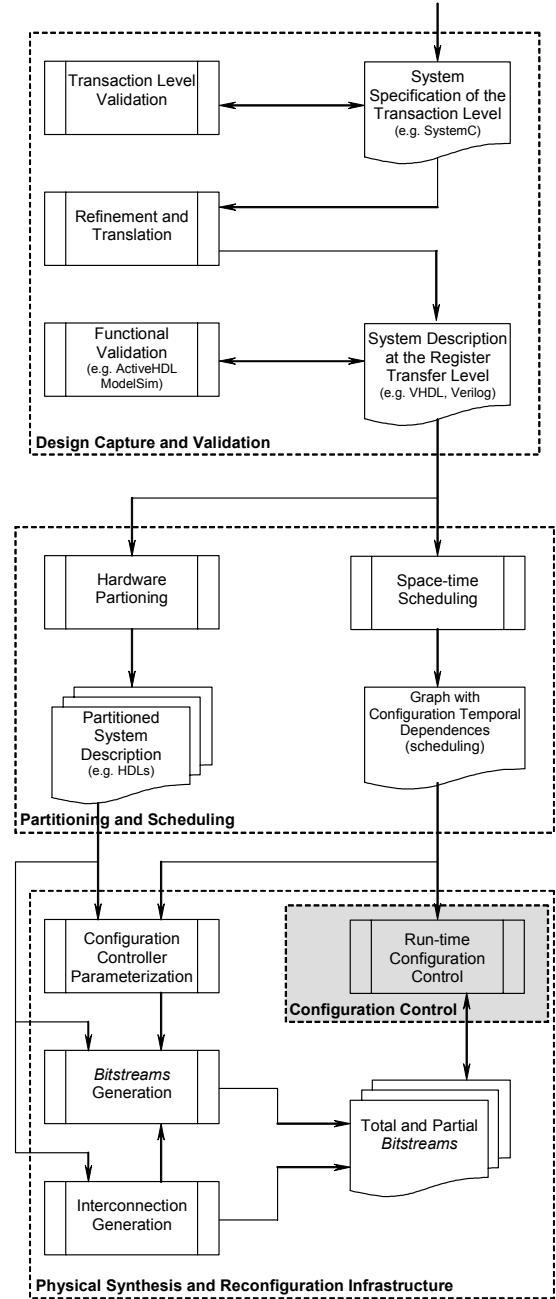 Transaction Level
Validation
System
Specification of the
Transaction Level
(e.g. SystemC)
Refinement and
Translation
Functional
Validation
(e.g. ActiveHDL
ModelSim)
System Description
at the Register
Transfer Level
(e.g. VHDL, Verilog)
Design Capture and Validation
Hardware
Partioning
Space-time
Scheduling
Partitioned
System
Description
(e.g. HDLs)
Graph with
Configuration Temporal
Dependences
(scheduling)
Partitioning and Scheduling
Configuration
Controller
Parameterization
Run-time
Configuration
Control
Configuration Control
Bitstreams
Generation
Total and Partial
Bitstreams
Interconnection
Generation
Physical Synthesis and Reconfiguration Infrastructure